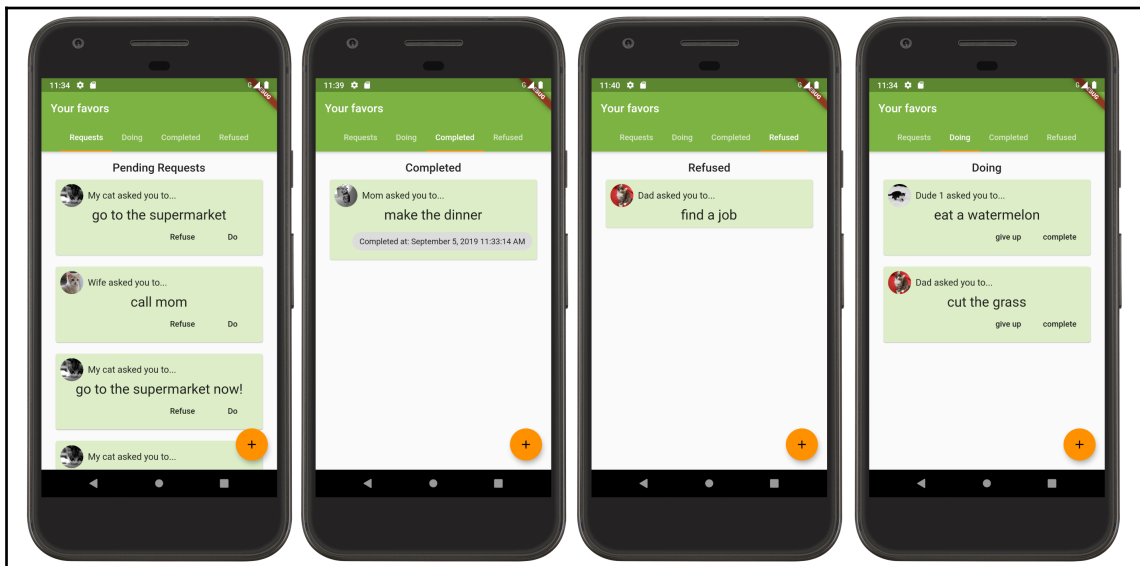 11:34 G
DEBUG
Your favors
Requests Doing Completed Refused
Pending Requests
My cat asked you to...
go to the supermarket
Refuse Do
Wife asked you to...
call mom
Refuse Do
My cat asked you to...
go to the supermarket now!
Refuse Do
My cat asked you to...
+
11:39 G
DEBUG
Your favors
Requests Doing Completed Refused
Completed
Mom asked you to...
make the dinner
Completed at: September 5, 2019 11:33:14 AM
+
11:40 G
DEBUG
Your favors
Requests Doing Completed Refused
Refused
Dad asked you to...
find a job
+
11:34 G
DEBUG
Your favors
Requests Doing Completed Refused
Doing
Dude 1 asked you to...
eat a watermelon
give up complete
Dad asked you to...
cut the grass
give up complete
+